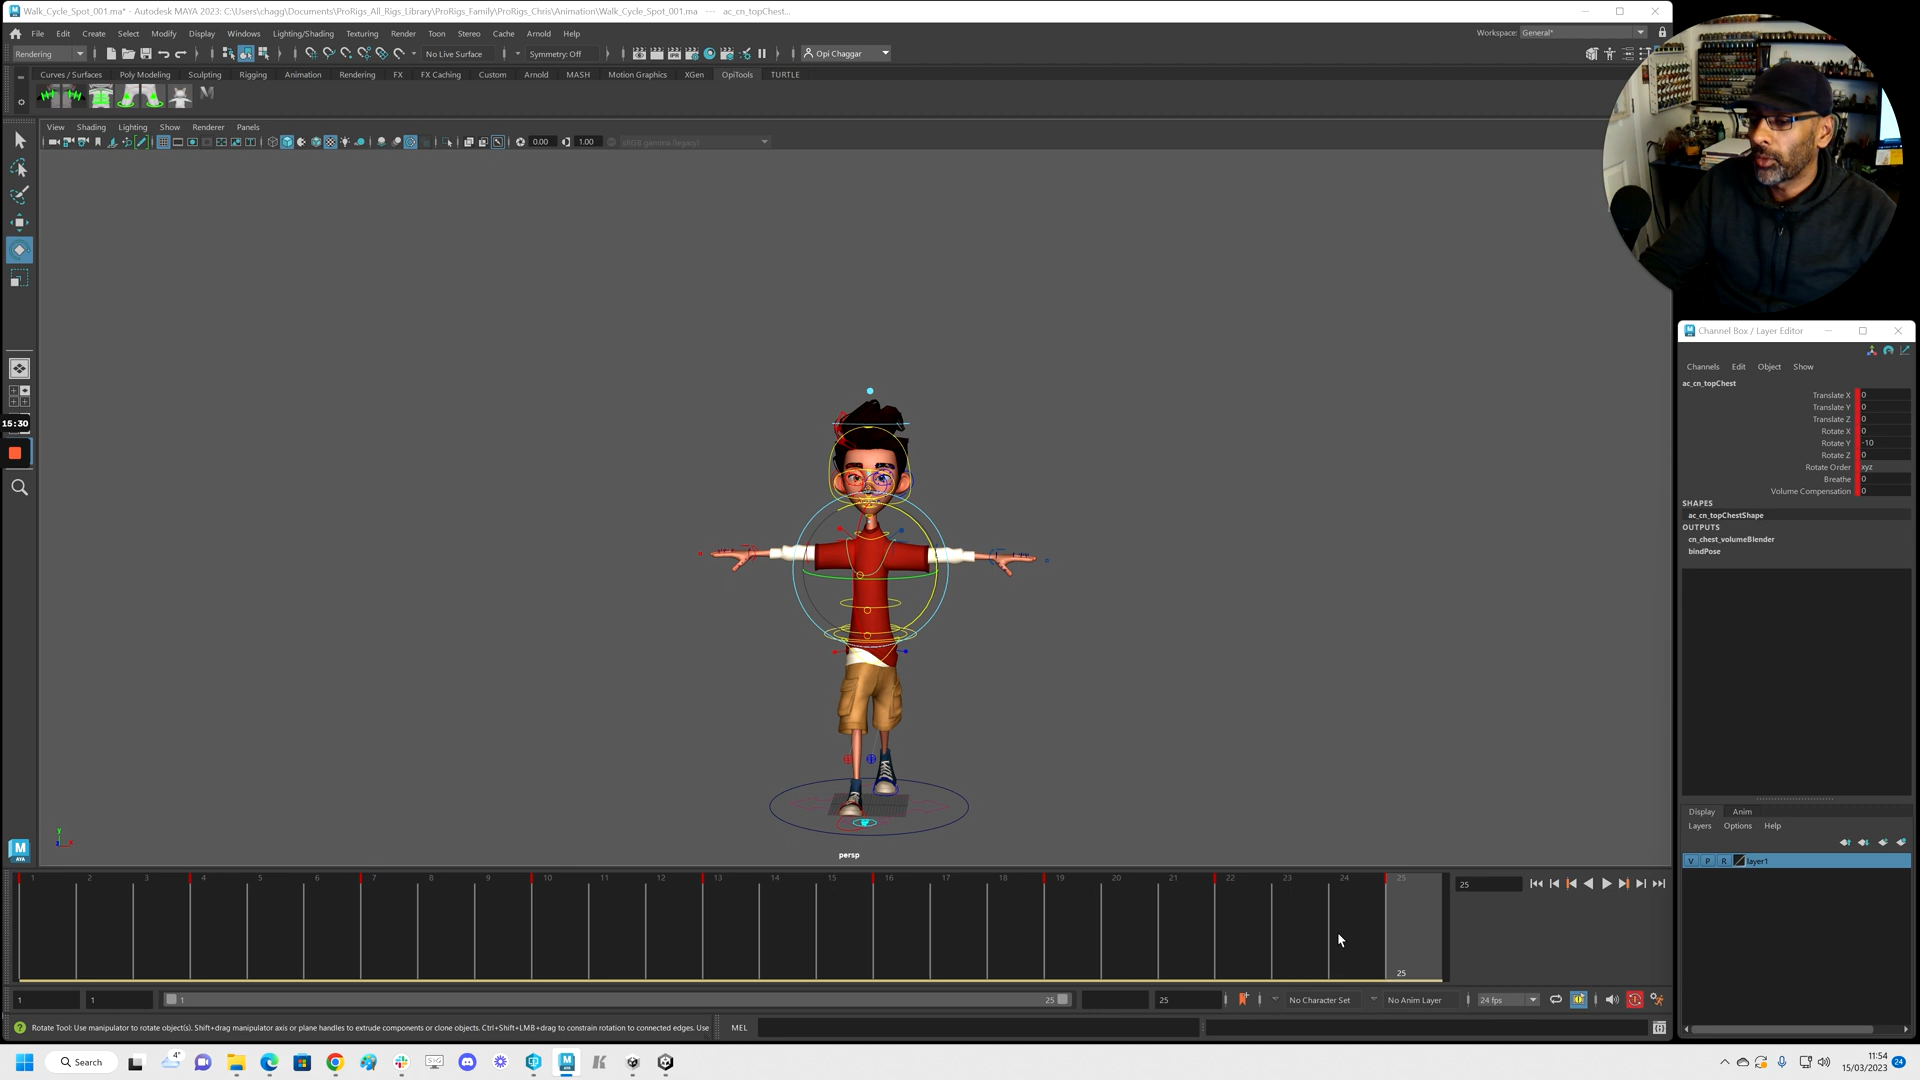 Walk_Cycle_Spot_001.ma* - Autodesk MAYA 2023: C:\Users\chagg\Documents\ProRigs_All_Rigs_Library\ProRigs_Family\ProRigs_Chris\Animation\Walk_Cycle_Spot_001.ma --- ac_cn_topChest...
File Edit Create Select Modify Display Windows Lighting/Shading Texturing Render Toon Stereo Cache Arnold Help
Workspace: General*
Rendering No Live Surface Symmetry: Off Opi Chaggar
Curves / Surfaces Poly Modeling Sculpting Rigging Animation Rendering FX FX Caching Custom Arnold MASH Motion Graphics XGen OpiTools TURTLE
View Shading Lighting Show Renderer Panels
0.00 1.00 sRGB gamma (legacy)
15:30
persp
Channel Box / Layer Editor
Channels Edit Object Show
ac_cn_topChest
Translate X 0
Translate Y 0
Translate Z 0
Rotate X 0
Rotate Y -10
Rotate Z 0
Rotate Order xyz
Breathe 0
Volume Compensation 0
SHAPES
ac_cn_topChestShape
OUTPUTS
cn_chest_volumeBlender
bindPose
Display Anim
Layers Options Help
V P R layer1
1 2 3 4 5 6 7 8 9 10 11 12 13 14 15 16 17 18 19 20 21 22 23 24 25
25
25
1 1 1 25 25 No Character Set No Anim Layer 24 fps
Rotate Tool: Use manipulator to rotate object(s). Shift+drag manipulator axis or plane handles to extrude components or clone objects. Ctrl+Shift+LMB+drag to constrain rotation to connected edges. Use
MEL
M
AYA
y
x
Search
4°
11:54
15/03/2023
24